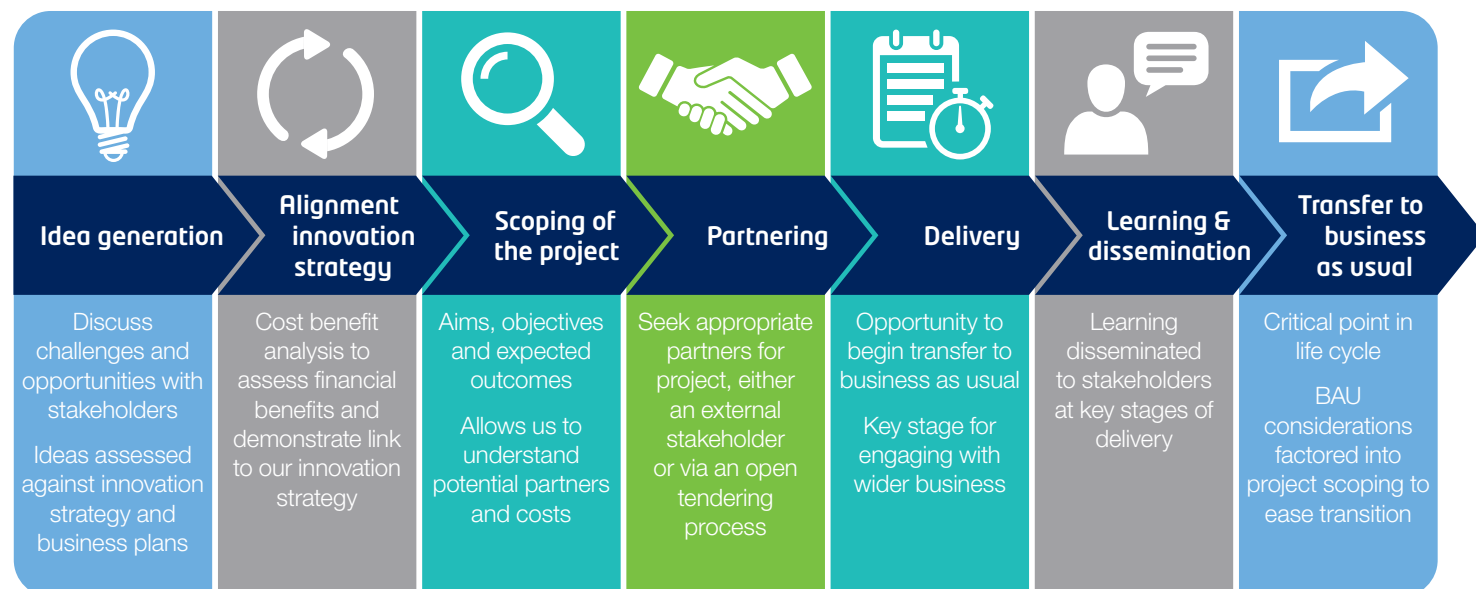 Idea generation
Alignment
innovation
strategy
Scoping of
the project
Partnering
Delivery
Learning &
dissemination
Transfer to
business
as usual
Discuss
challenges and
opportunities with
stakeholders
Ideas assessed
against innovation
strategy and
business plans
Cost benefit
analysis to
assess financial
benefits and
demonstrate link
to our innovation
strategy
Aims, objectives
and expected
outcomes
Allows us to
understand
potential partners
and costs
Seek appropriate
partners for
project, either
an external
stakeholder
or via an open
tendering
process
Opportunity to
begin transfer to
business as usual
Key stage for
engaging with
wider business
Learning
disseminated
to stakeholders
at key stages of
delivery
Critical point in
life cycle
BAU
considerations
factored into
project scoping to
ease transition